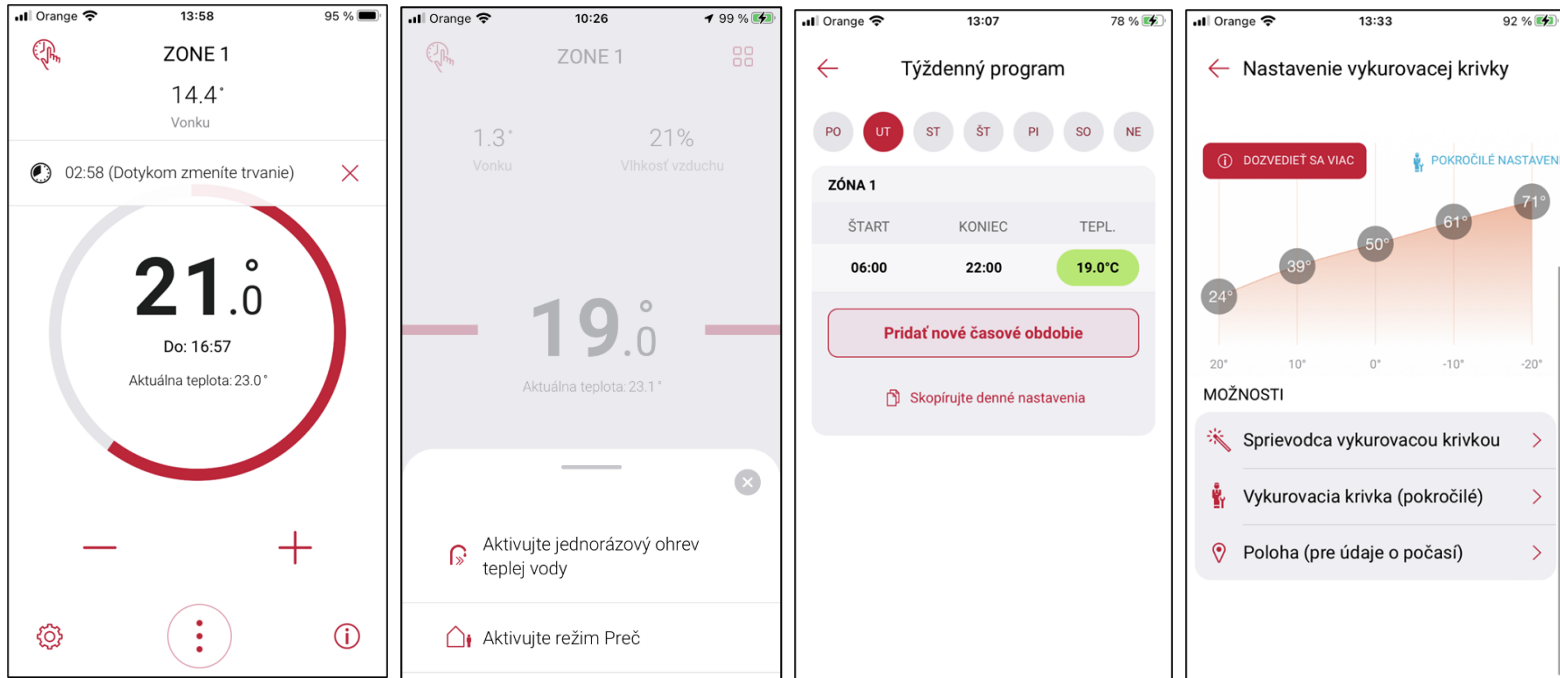 Orange 13:58 95 %
ZONE 1
14.4°
Vonku
02:58 (Dotykom zmeníte trvanie)
21.0°
Do: 16:57
Aktuálna teplota: 23.0°
Orange 10:26 99 %
ZONE 1
1.3° 21%
Vonku Vlhkosť vzduchu
19.0°
Aktuálna teplota: 23.1°
Aktivujte jednorázový ohrev
teplej vody
Aktivujte režim Preč
Orange 13:07 78 %
Týždenný program
PO UT ST ŠT PI SO NE
ZÓNA 1
ŠTART KONIEC TEPL.
06:00 22:00 19.0°C
Pridať nové časové obdobie
Skopírujte denné nastavenia
Orange 13:33 92 %
Nastavenie vykurovacej krivky
DOZVEDIEŤ SA VIAC POKROČILÉ NASTAVEN
24° 39° 50° 61° 71°
20° 10° 0° -10° -20°
MOŽNOSTI
Sprievodca vykurovacou krivkou
Vykurovacia krivka (pokročilé)
Poloha (pre údaje o počasí)